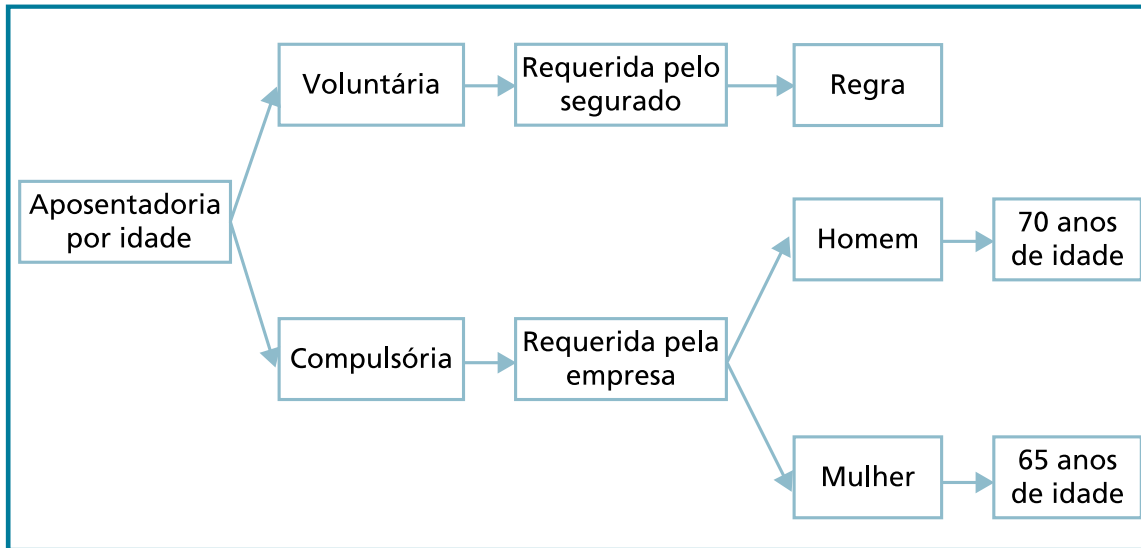 Aposentadoria
por idade
Voluntária
Requerida pelo
segurado
Regra
Compulsória
Requerida pela
empresa
Homem
70 anos
de idade
Mulher
65 anos
de idade